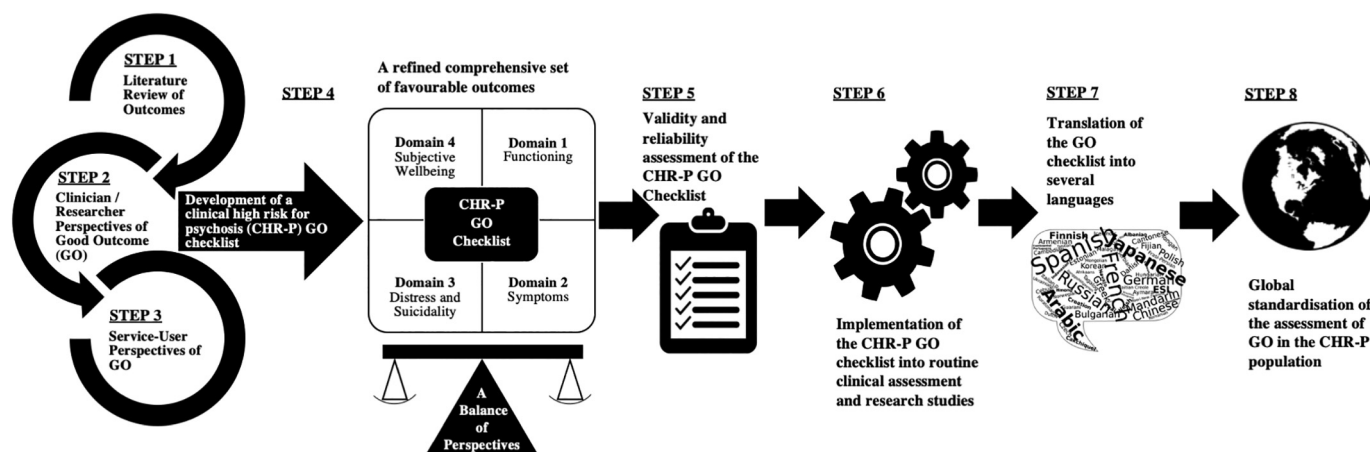 STEP 1
Literature
Review of
Outcomes
STEP 2
Clinician /
Researcher
Perspectives of
Good Outcome
(GO)
STEP 3
Service-User
Perspectives of
GO
Development of a
clinical high risk for
psychosis (CHR-P) GO
checklist
STEP 4
A refined comprehensive set
of favourable outcomes
Domain 4
Subjective
Wellbeing
Domain 1
Functioning
CHR-P
GO
Checklist
Domain 3
Distress and
Suicidality
Domain 2
Symptoms
A
Balance
of
Perspectives
STEP 5
Validity and
reliability
assessment of the
CHR-P GO
Checklist
STEP 6
Implementation of
the CHR-P GO
checklist into routine
clinical assessment
and research studies
STEP 7
Translation of
the GO
checklist into
several
languages
Finnish
Albanian
Armenian
Cantonese
Fijian
Polish
Spanish
Japanese
Estonian
Korean
French
Danish
German
Russian
Greek
ESL
Mandarin
Arabic
Croatian
Bulgarian
Chinese
STEP 8
Global
standardisation of
the assessment of
GO in the CHR-P
population